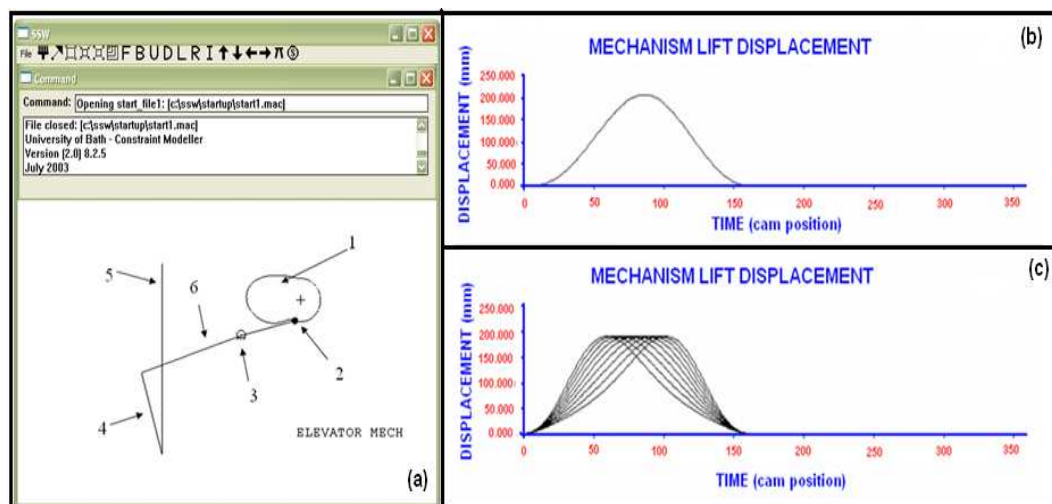 SSW
File F B U D L R I
Command
Command: Opening start_file1: [c:\ssw\startup\start1.mac]
File closed: [c:\ssw\startup\start1.mac]
University of Bath - Constraint Modeller
Version [2.0] 8.2.5
July 2003
1
5
6
2
3
4
ELEVATOR MECH
(a)
(b)
MECHANISM LIFT DISPLACEMENT
DISPLACEMENT (mm)
250.000
200.000
150.000
100.000
50.000
0.000
0 50 100 150 200 250 300 350
TIME (cam position)
(c)
MECHANISM LIFT DISPLACEMENT
DISPLACEMENT (mm)
250.000
200.000
150.000
100.000
50.000
0.000
0 50 100 150 200 250 300 350
TIME (cam position)